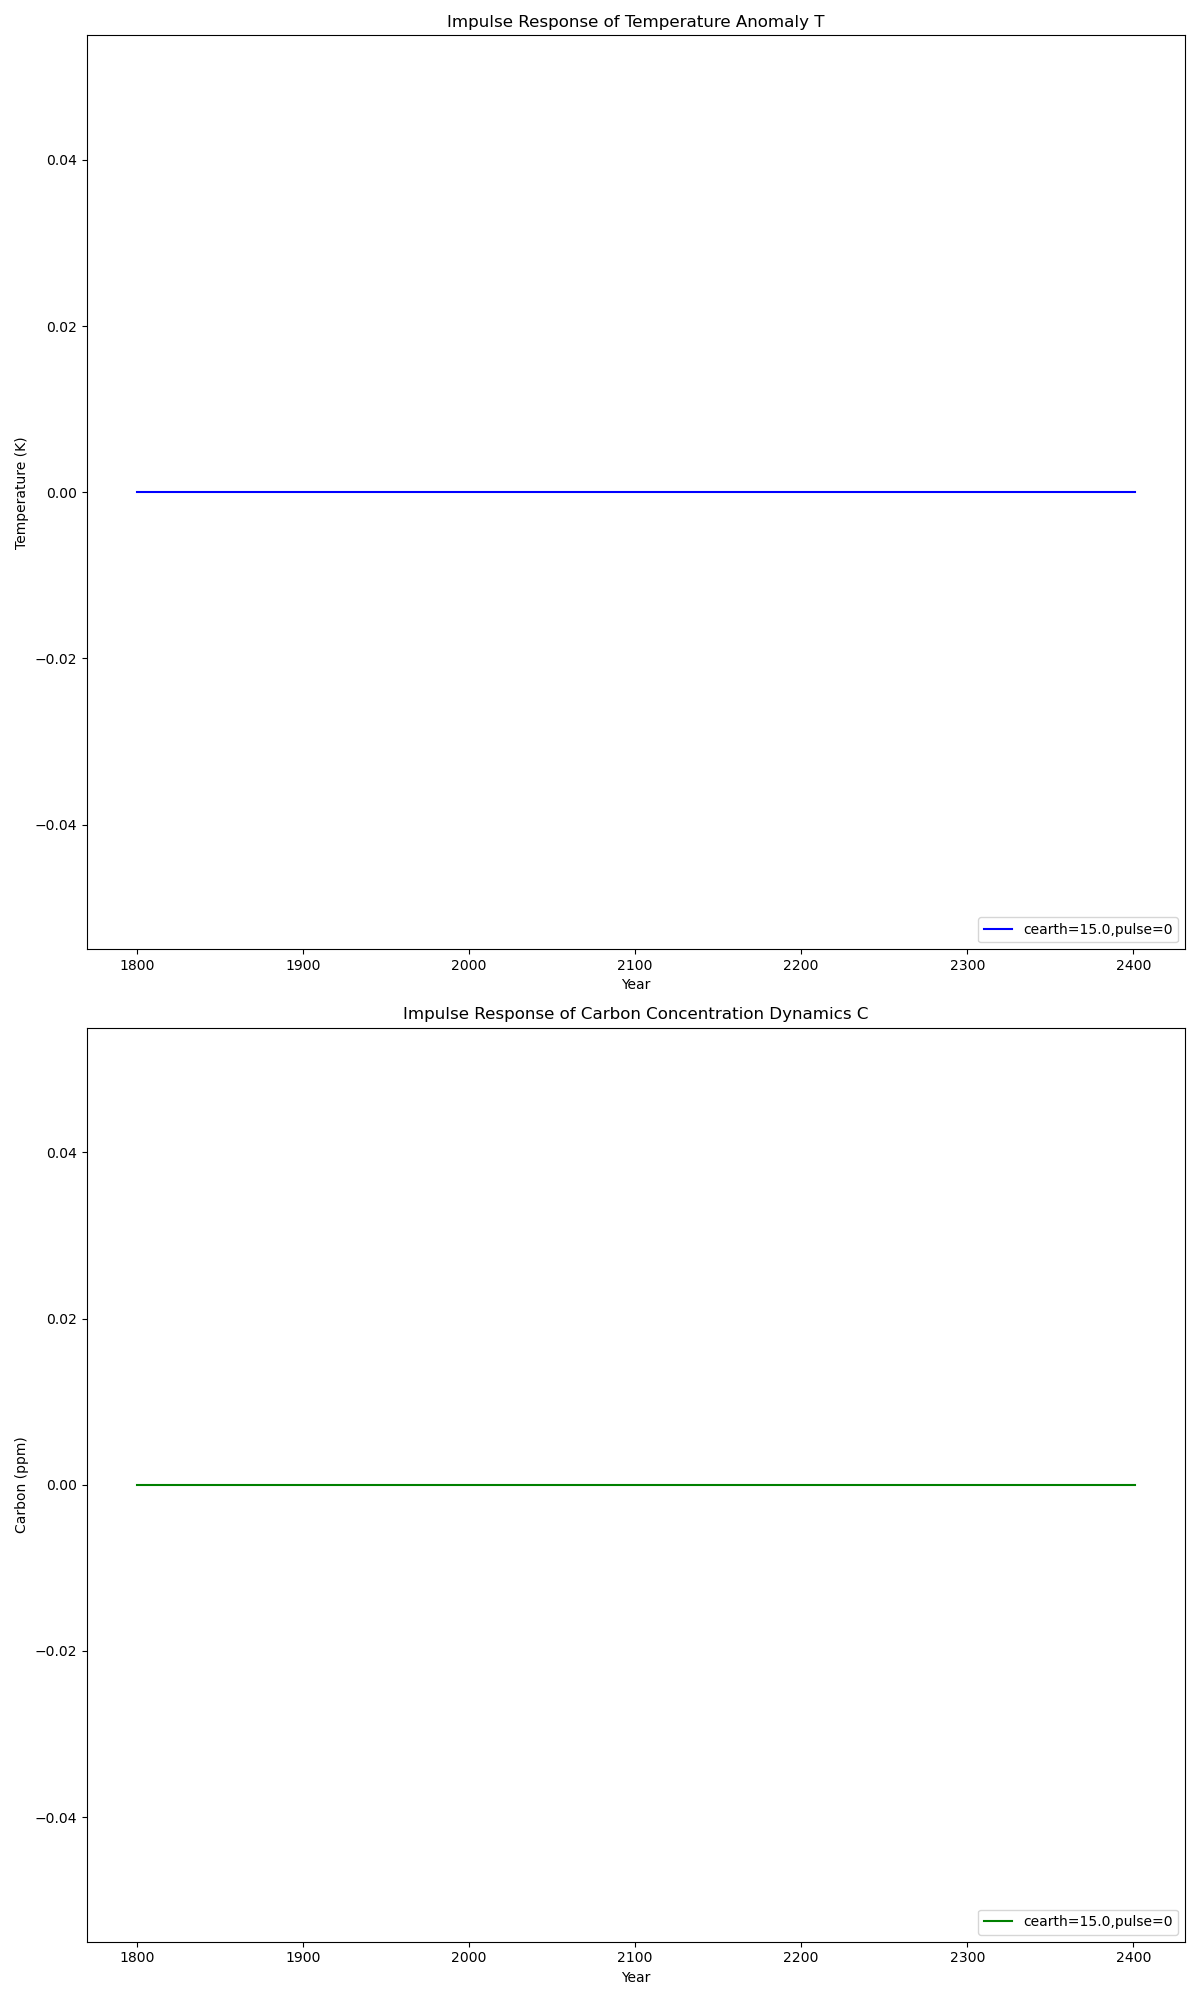 Impulse Response of Temperature Anomaly T
0.04
0.02
0.00
−0.02
−0.04
Temperature (K)
cearth=15.0,pulse=0
1800 1900 2000 2100 2200 2300 2400
Year
Impulse Response of Carbon Concentration Dynamics C
0.04
0.02
0.00
−0.02
−0.04
Carbon (ppm)
cearth=15.0,pulse=0
1800 1900 2000 2100 2200 2300 2400
Year